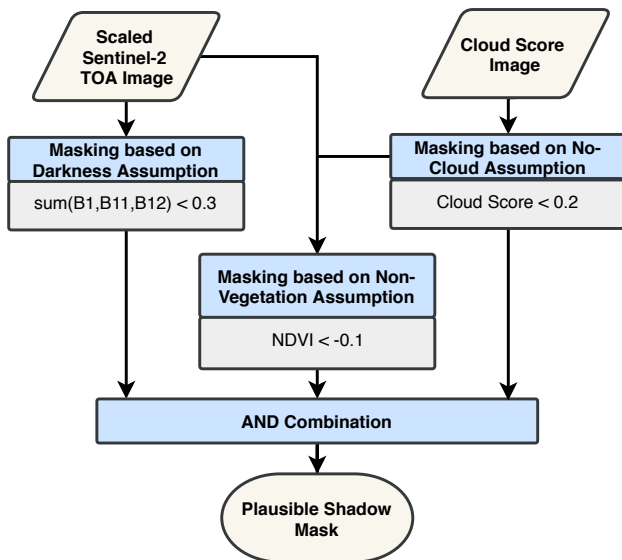 Scaled
Sentinel-2
TOA Image
Cloud Score
Image
Masking based on
Darkness Assumption
sum(B1,B11,B12) < 0.3
Masking based on No-
Cloud Assumption
Cloud Score < 0.2
Masking based on Non-
Vegetation Assumption
NDVI < -0.1
AND Combination
Plausible Shadow
Mask